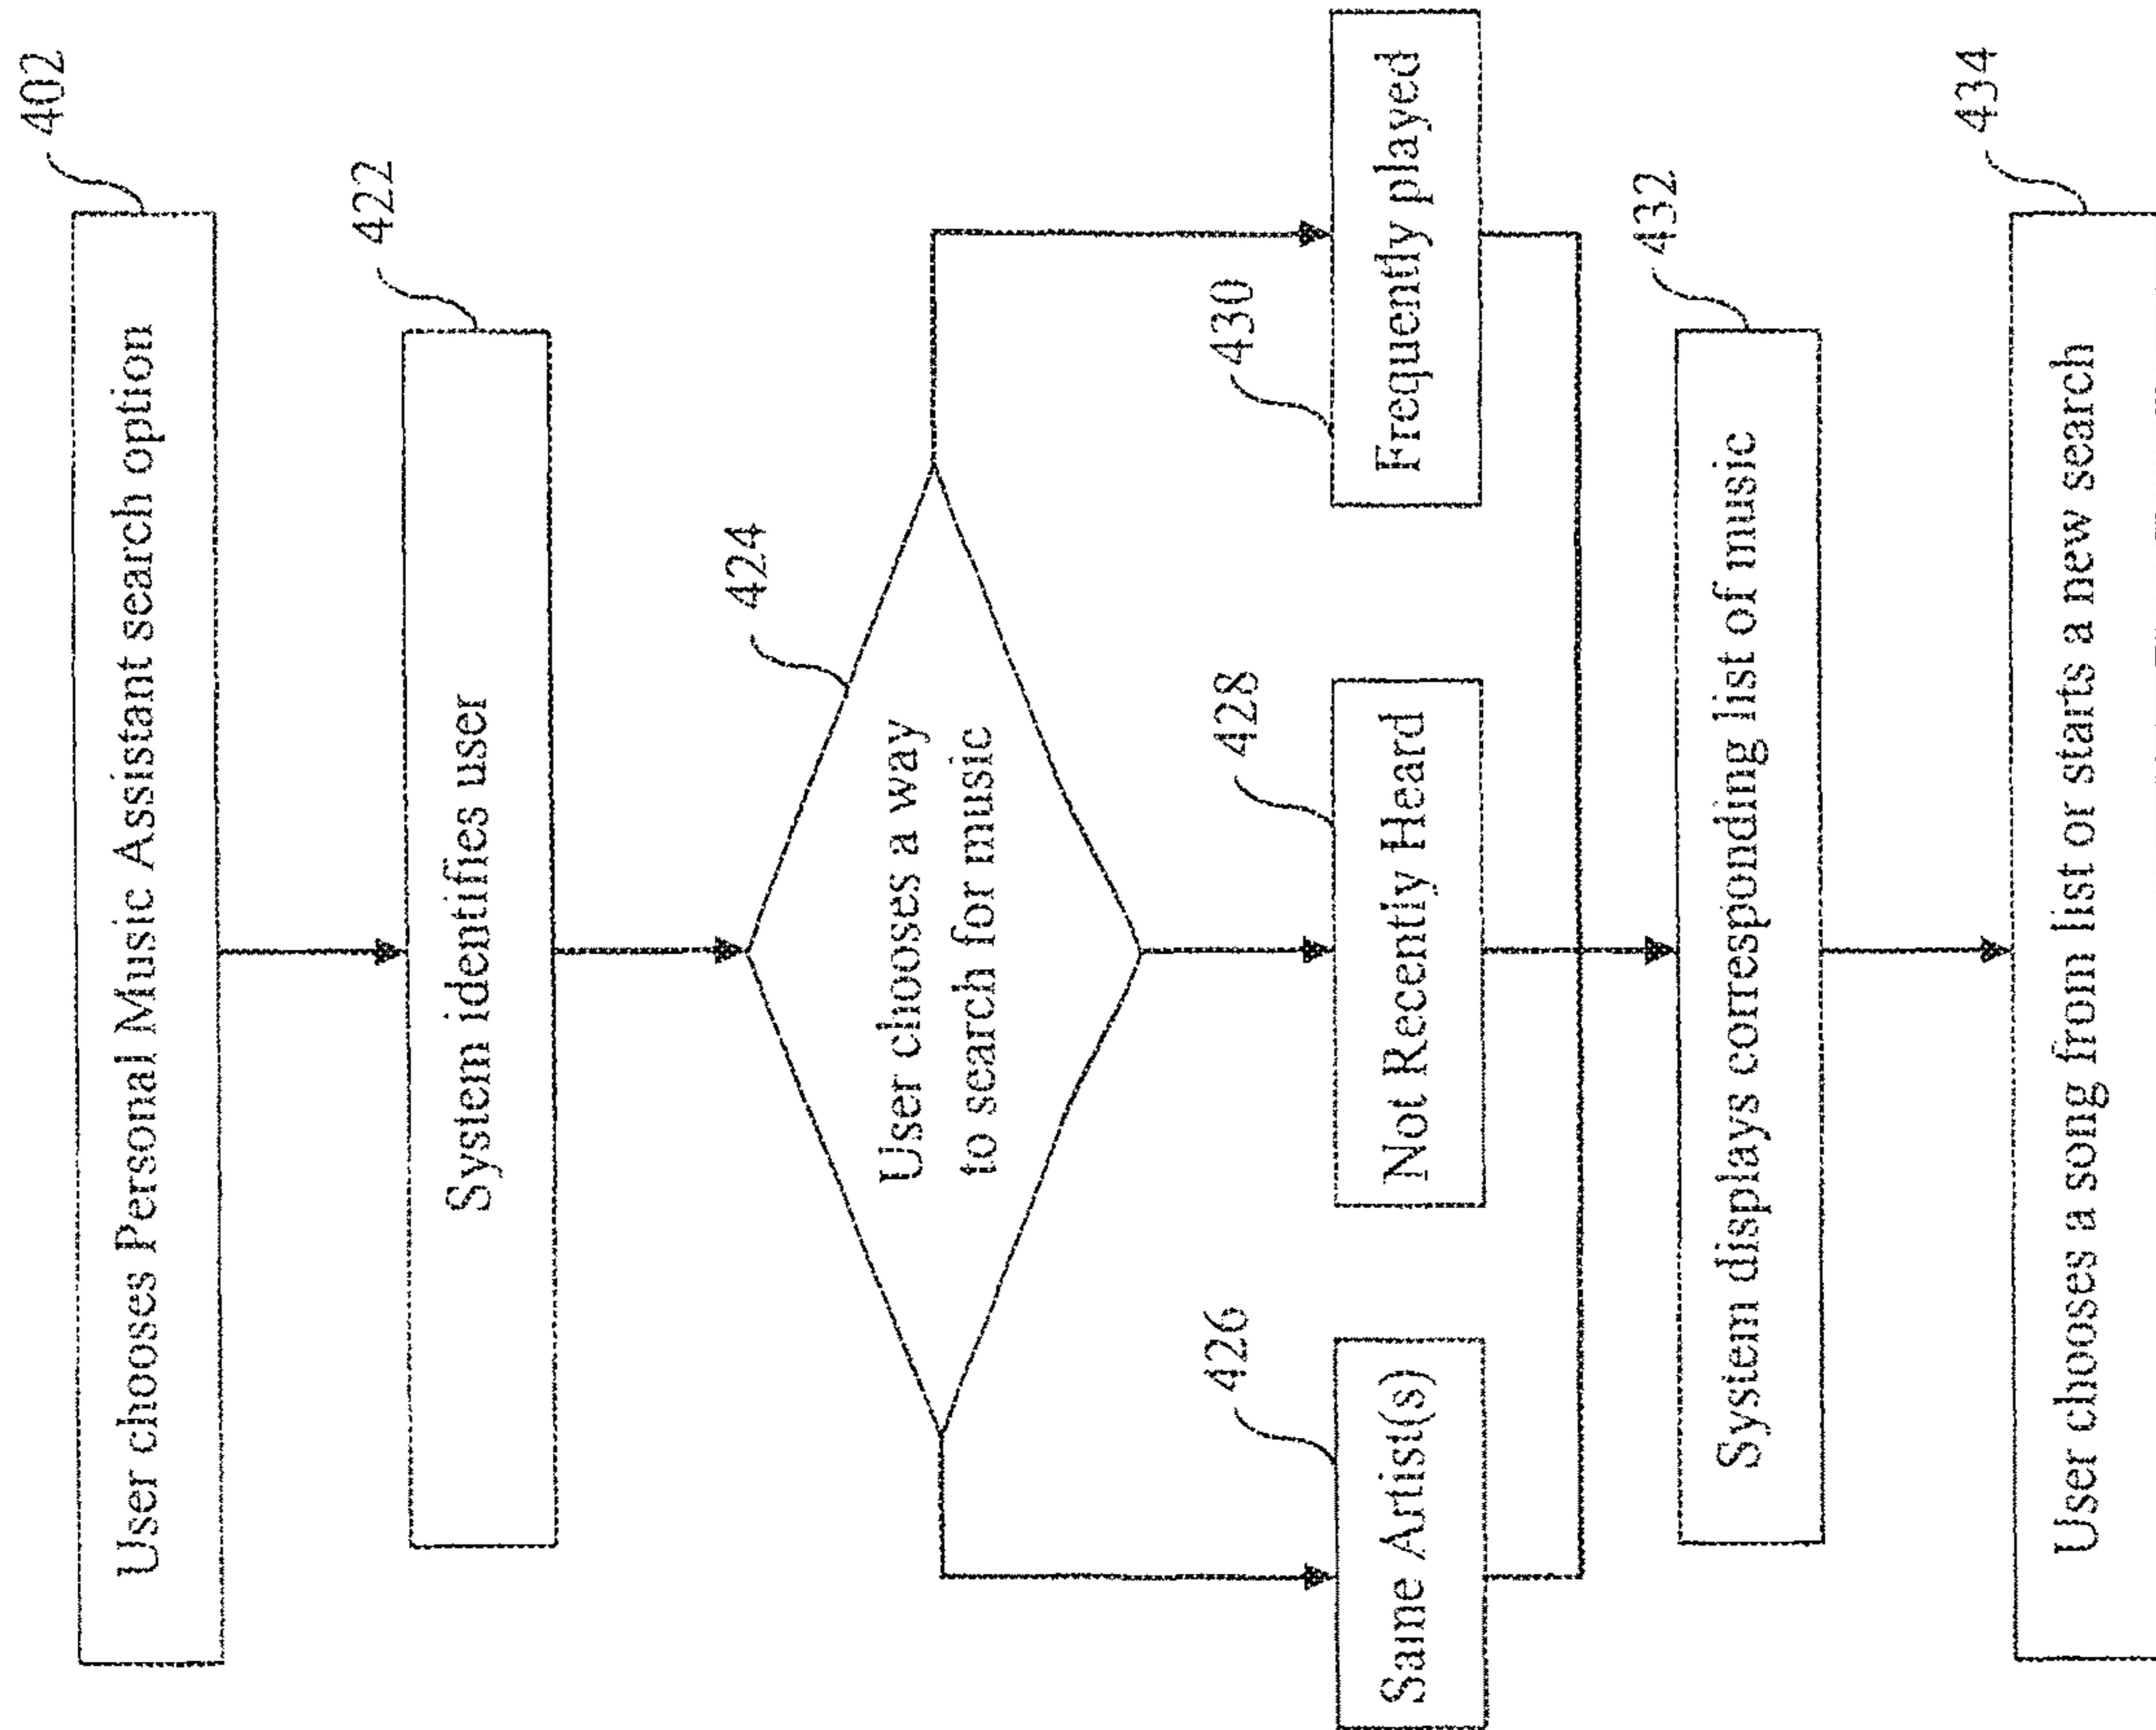 User chooses Personal Music Assistant search option
402
System identifies user
422
User chooses a way
to search for music
424
Same Artist(s)
426
Not Recently Heard
428
Frequently played
430
System displays corresponding list of music
432
User chooses a song from list or starts a new search
434